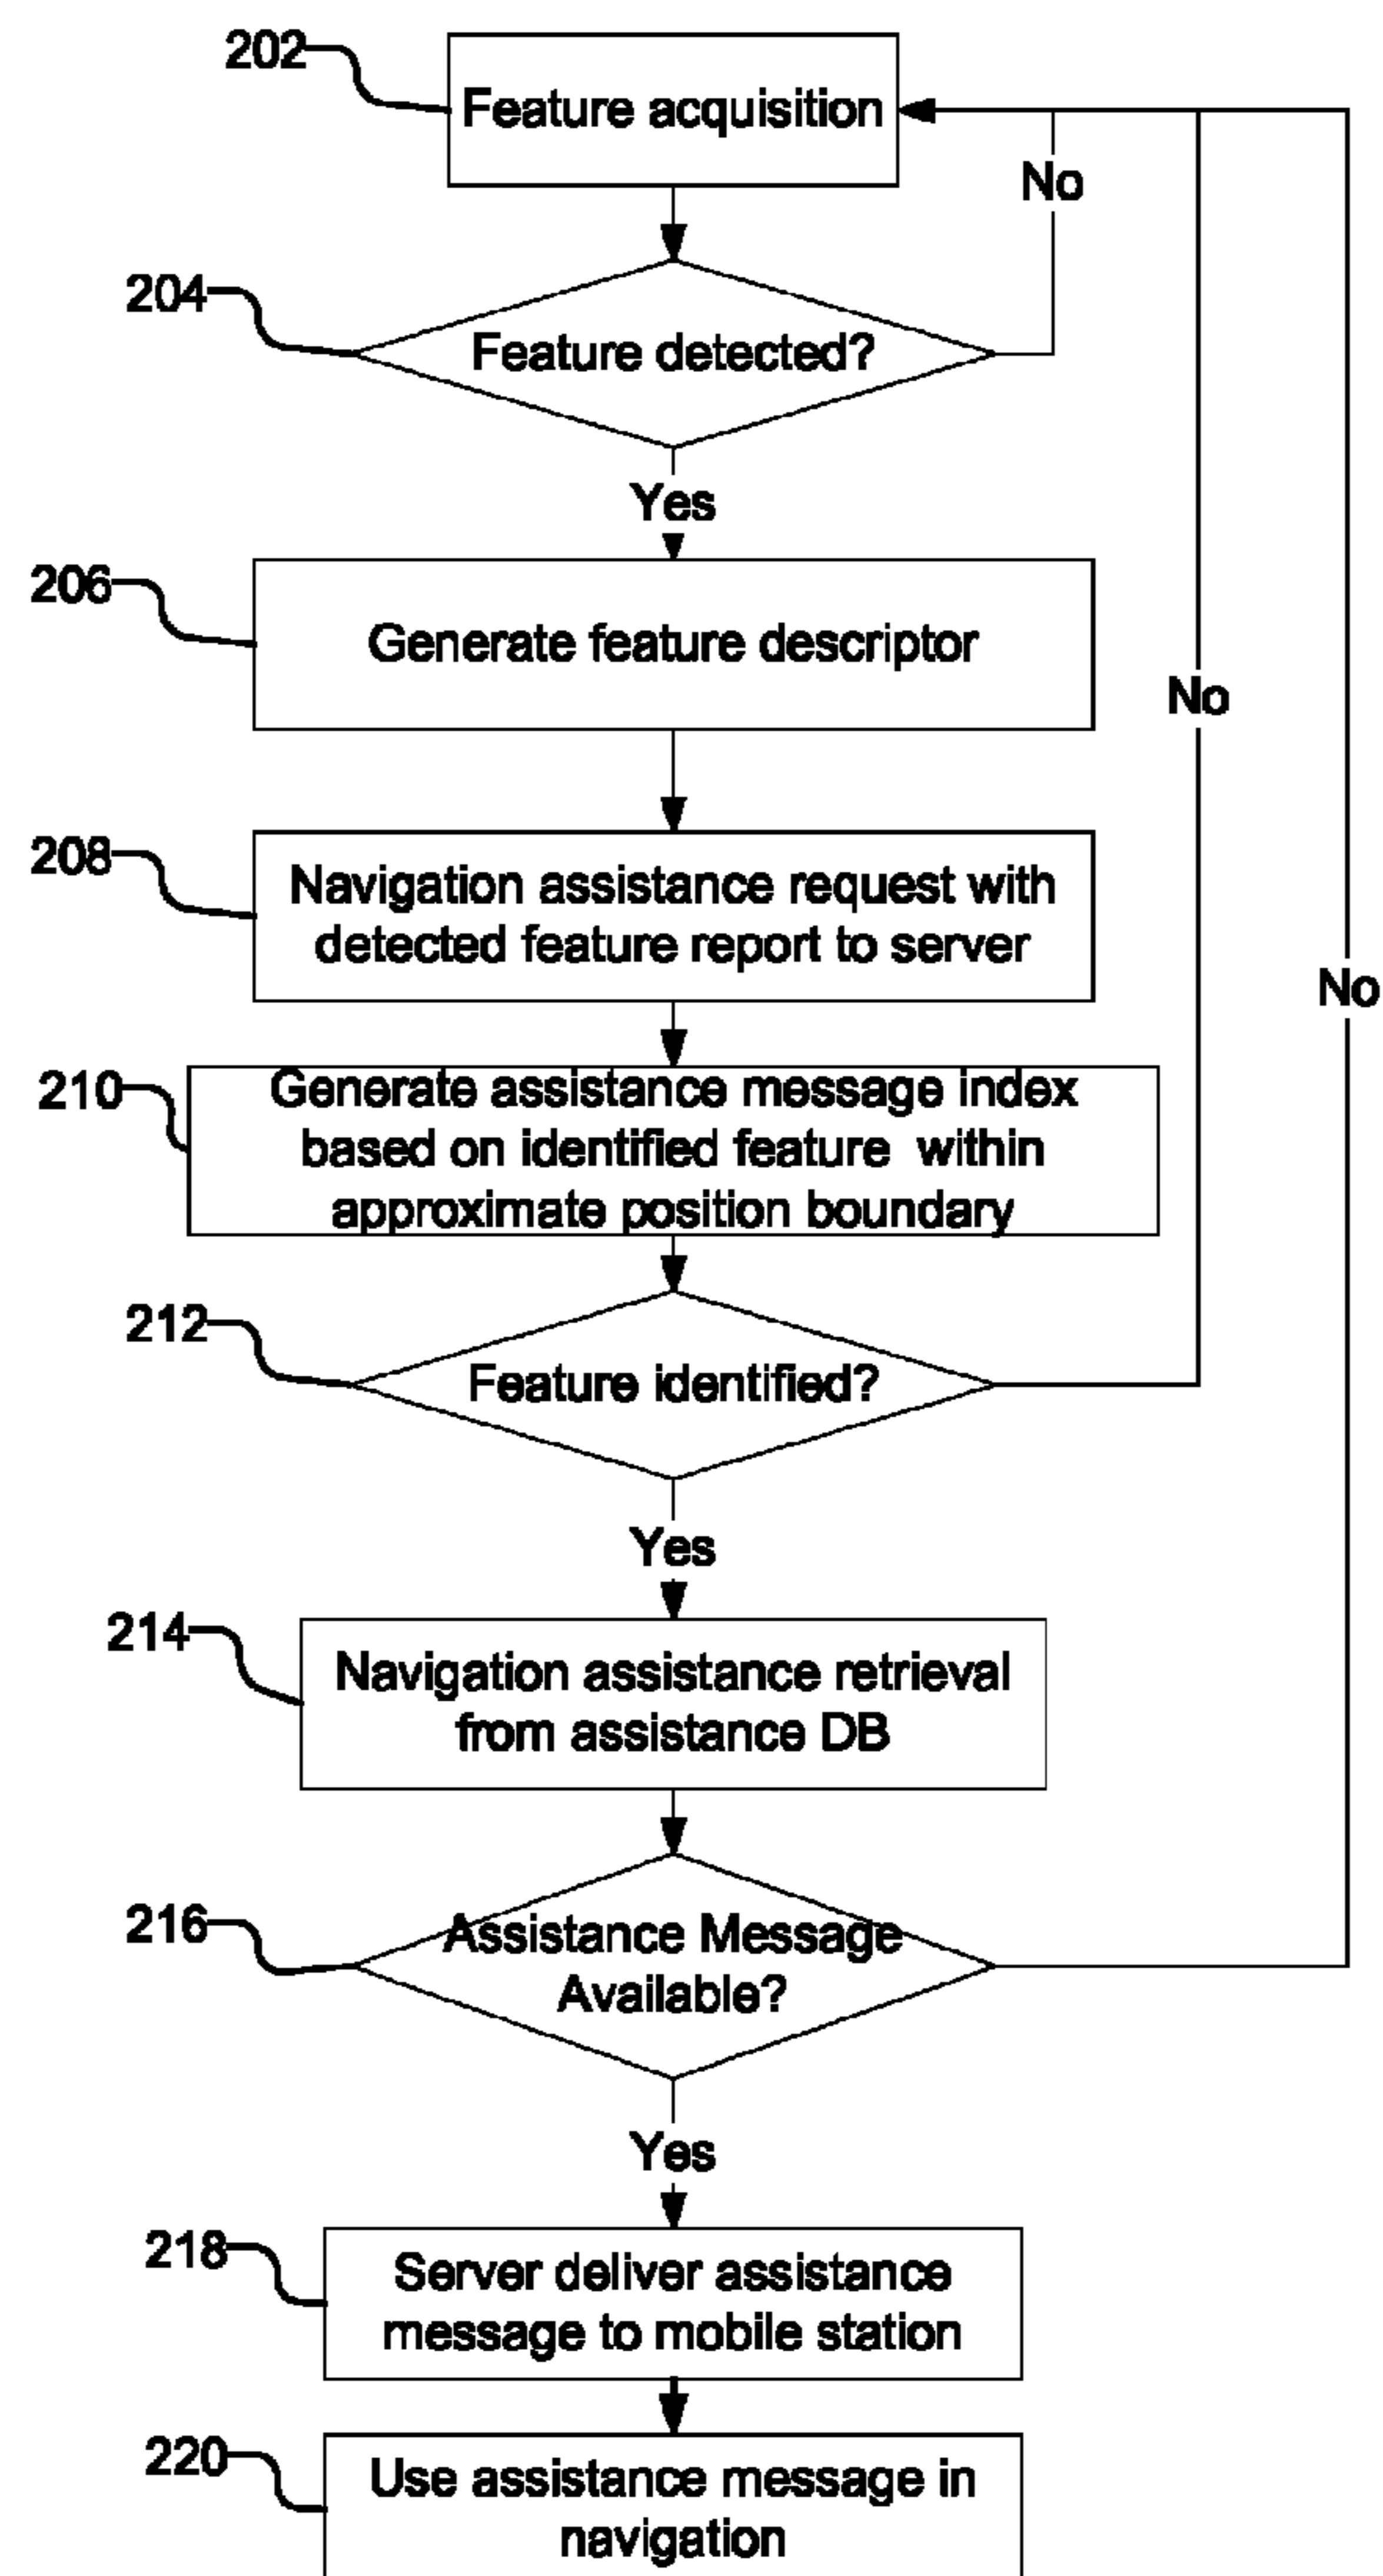 202
Feature acquisition
No
204
Feature detected?
Yes
206
Generate feature descriptor
No
208
Navigation assistance request with
detected feature report to server
No
210
Generate assistance message index
based on identified feature within
approximate position boundary
212
Feature identified?
Yes
214
Navigation assistance retrieval
from assistance DB
216
Assistance Message
Available?
Yes
218
Server deliver assistance
message to mobile station
220
Use assistance message in
navigation